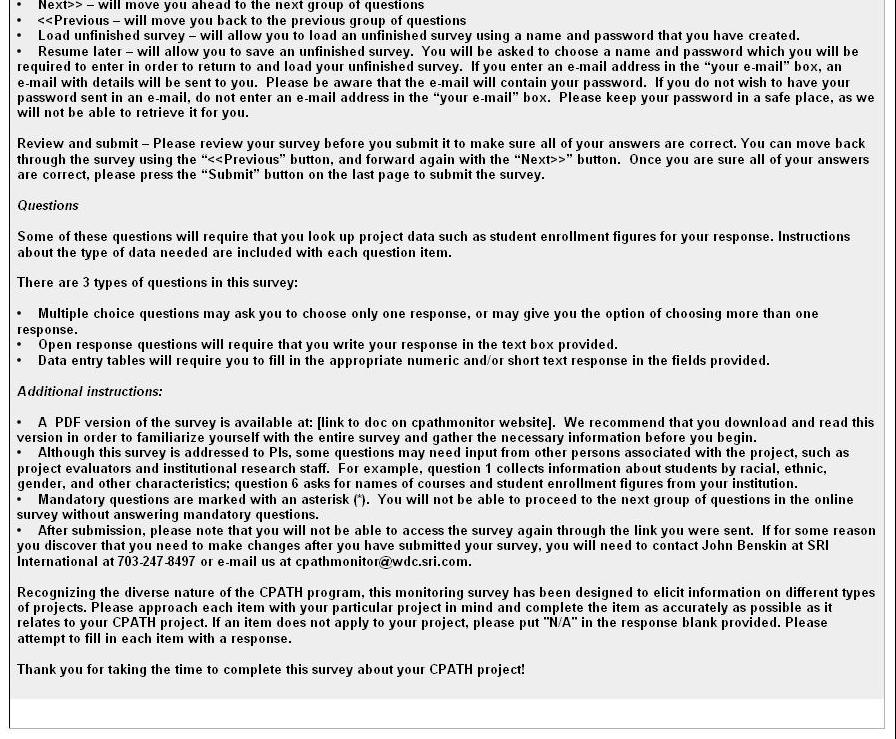 • Next>> – will move you ahead to the next group of questions
• <<Previous – will move you back to the previous group of questions
• Load unfinished survey – will allow you to load an unfinished survey using a name and password that you have created.
• Resume later – will allow you to save an unfinished survey. You will be asked to choose a name and password which you will be
required to enter in order to return to and load your unfinished survey. If you enter an e-mail address in the “your e-mail” box, an
e-mail with details will be sent to you. Please be aware that the e-mail will contain your password. If you do not wish to have your
password sent in an e-mail, do not enter an e-mail address in the “your e-mail” box. Please keep your password in a safe place, as we
will not be able to retrieve it for you.
Review and submit – Please review your survey before you submit it to make sure all of your answers are correct. You can move back
through the survey using the “<<Previous” button, and forward again with the “Next>>” button. Once you are sure all of your answers
are correct, please press the “Submit” button on the last page to submit the survey.
Questions
Some of these questions will require that you look up project data such as student enrollment figures for your response. Instructions
about the type of data needed are included with each question item.
There are 3 types of questions in this survey:
• Multiple choice questions may ask you to choose only one response, or may give you the option of choosing more than one
response.
• Open response questions will require that you write your response in the text box provided.
• Data entry tables will require you to fill in the appropriate numeric and/or short text response in the fields provided.
Additional instructions:
• A PDF version of the survey is available at: [link to doc on cpathmonitor website]. We recommend that you download and read this
version in order to familiarize yourself with the entire survey and gather the necessary information before you begin.
• Although this survey is addressed to PIs, some questions may need input from other persons associated with the project, such as
project evaluators and institutional research staff. For example, question 1 collects information about students by racial, ethnic,
gender, and other characteristics; question 6 asks for names of courses and student enrollment figures from your institution.
• Mandatory questions are marked with an asterisk (*). You will not be able to proceed to the next group of questions in the online
survey without answering mandatory questions.
• After submission, please note that you will not be able to access the survey again through the link you were sent. If for some reason
you discover that you need to make changes after you have submitted your survey, you will need to contact John Benskin at SRI
International at 703-247-8497 or e-mail us at cpathmonitor@wdc.sri.com.
Recognizing the diverse nature of the CPATH program, this monitoring survey has been designed to elicit information on different types
of projects. Please approach each item with your particular project in mind and complete the item as accurately as possible as it
relates to your CPATH project. If an item does not apply to your project, please put "N/A" in the response blank provided. Please
attempt to fill in each item with a response.
Thank you for taking the time to complete this survey about your CPATH project!